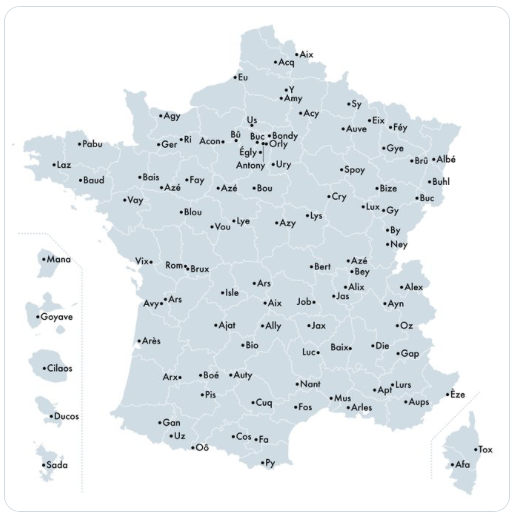 Aix
Acq
Eu
Y
Amy
Sy
Agy
Us
Acy
Eix
Auve
Féy
Pabu
Ger
Ri
Acon
Bû
Buc
Bondy
Orly
Égly
Antony
Ury
Gye
Brû
Albé
Laz
Baud
Bais
Azé
Fay
Azé
Bou
Spoy
Bize
Buhl
Vay
Cry
Buc
Blou
Lux
Gy
Vou
Lye
Azy
Lys
By
Ney
Mana
Vix
Rom
Brux
Bert
Azé
Bey
Ars
Alix
Alex
Isle
Jas
Avy
Ars
Aix
Job
Ayn
Goyave
Ajat
Ally
Jax
Oz
Arès
Bio
Luc
Baix
Die
Gap
Cilaos
Arx
Boé
Auty
Nant
Apt
Lurs
Èze
Pis
Cuq
Fos
Mus
Arles
Aups
Ducos
Gan
Uz
Oô
Cos
Fa
Tox
Sada
Py
Afa